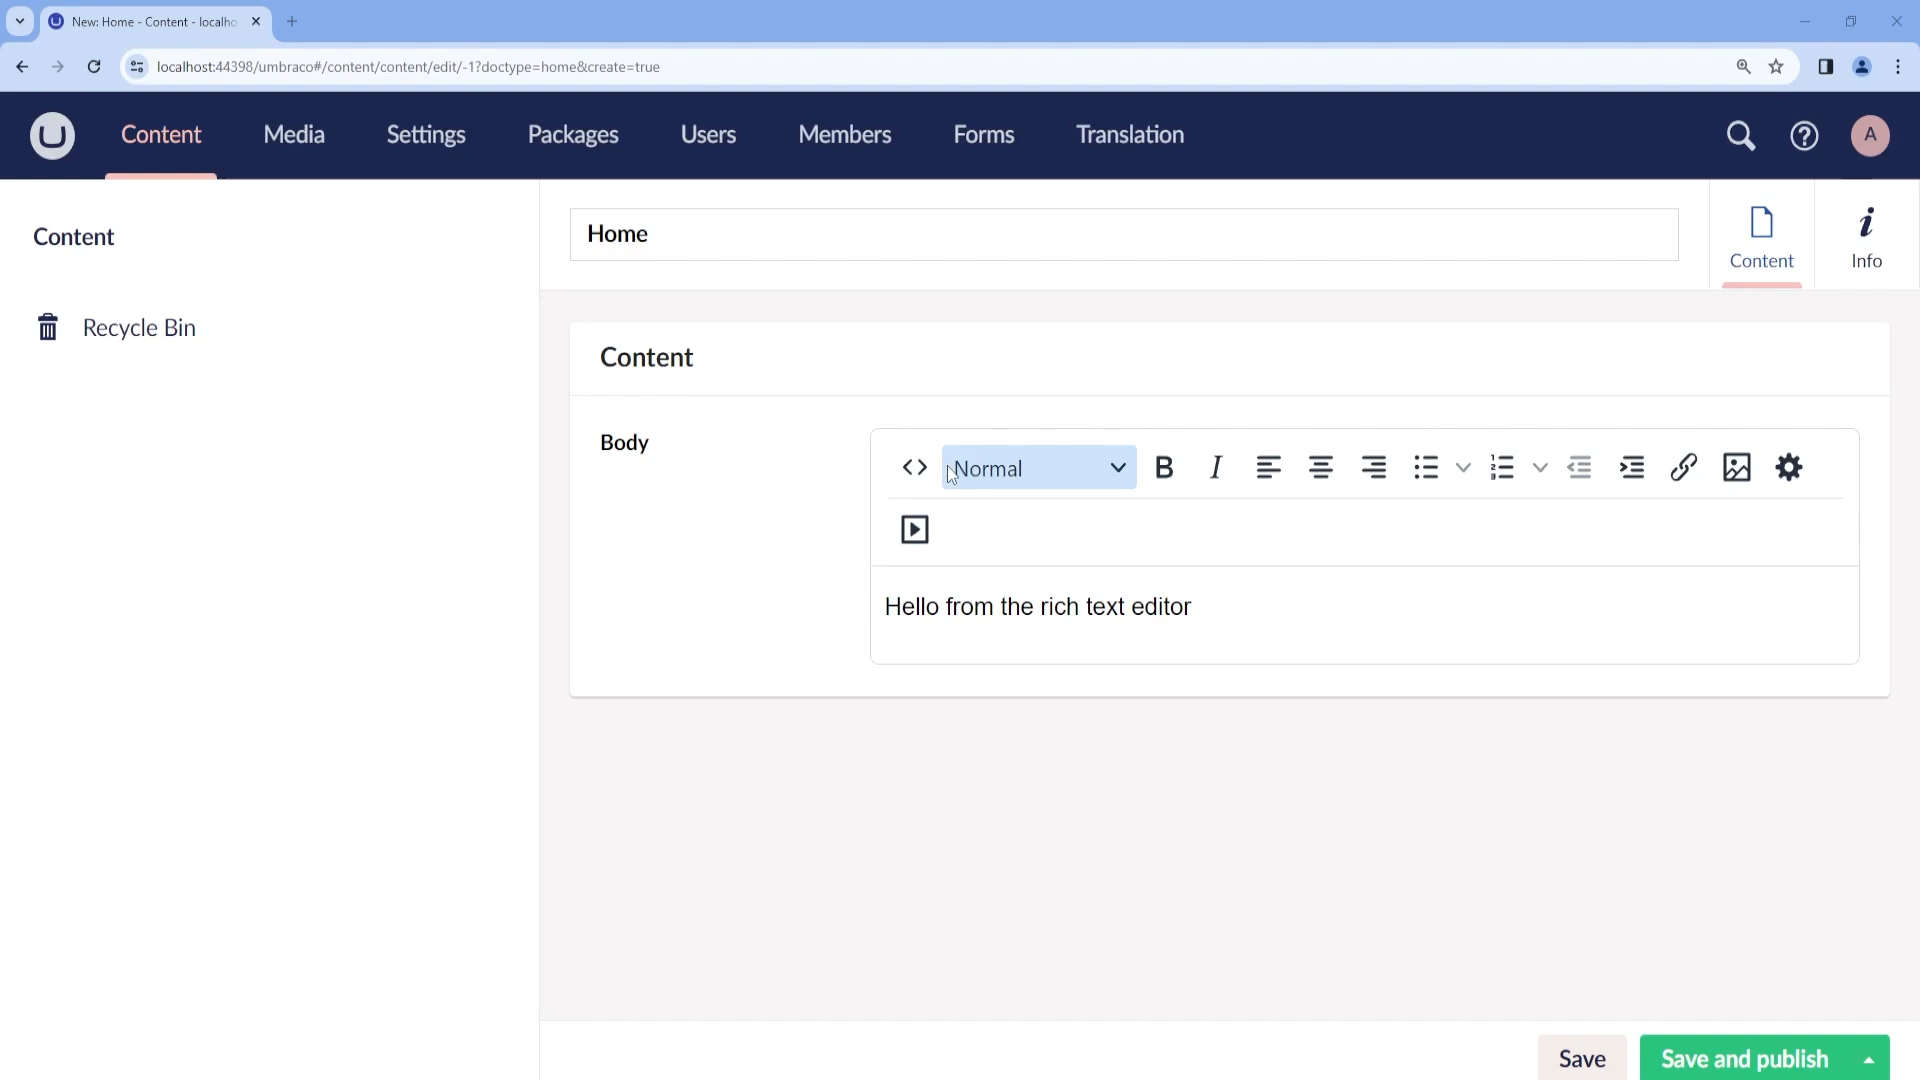 New: Home - Content - localho
localhost:44398/umbraco#/content/content/edit/-1?doctype=home&create=true
Content Media Settings Packages Users Members Forms Translation
A
Content
Recycle Bin
Home
Content
Info
Content
Body
Normal
Hello from the rich text editor
Save
Save and publish